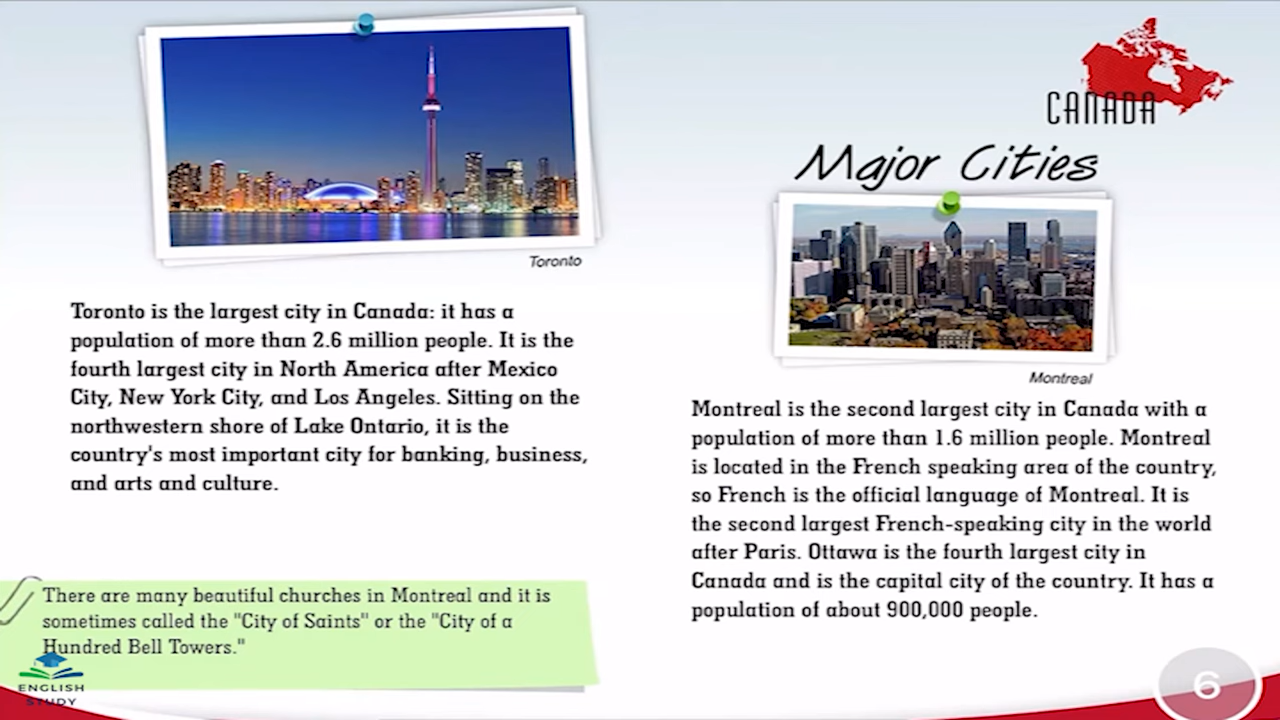 Toronto
Toronto is the largest city in Canada: it has a
population of more than 2.6 million people. It is the
fourth largest city in North America after Mexico
City, New York City, and Los Angeles. Sitting on the
northwestern shore of Lake Ontario, it is the
country's most important city for banking, business,
and arts and culture.
There are many beautiful churches in Montreal and it is
sometimes called the "City of Saints" or the "City of a
Hundred Bell Towers."
ENGLISH
STUDY
CANADA
Major Cities
Montreal
Montreal is the second largest city in Canada with a
population of more than 1.6 million people. Montreal
is located in the French speaking area of the country,
so French is the official language of Montreal. It is
the second largest French-speaking city in the world
after Paris. Ottawa is the fourth largest city in
Canada and is the capital city of the country. It has a
population of about 900,000 people.
6